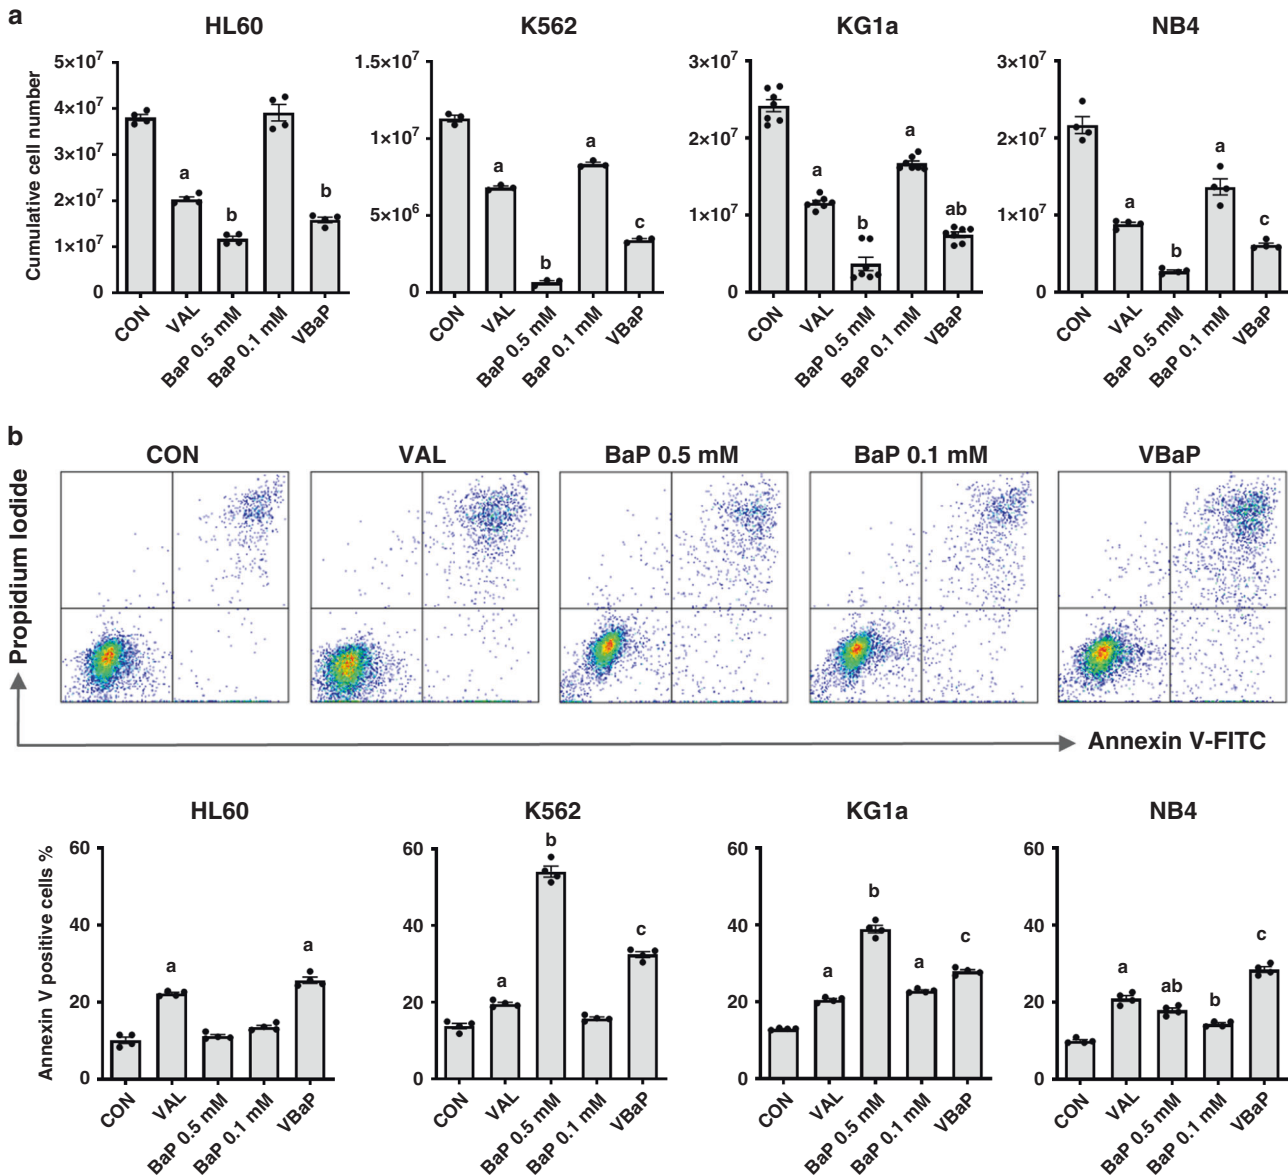 a
HL60 K562 KG1a NB4
Cumulative cell number
5×10⁷
4×10⁷
3×10⁷
2×10⁷
1×10⁷
0
a b b
CON VAL BaP 0.5 mM BaP 0.1 mM VBaP
1.5×10⁷
1×10⁷
5×10⁶
0
a b a c
CON VAL BaP 0.5 mM BaP 0.1 mM VBaP
3×10⁷
2×10⁷
1×10⁷
0
a b a ab
CON VAL BaP 0.5 mM BaP 0.1 mM VBaP
3×10⁷
2×10⁷
1×10⁷
0
a b a c
CON VAL BaP 0.5 mM BaP 0.1 mM VBaP
b
CON VAL BaP 0.5 mM BaP 0.1 mM VBaP
Propidium Iodide
Annexin V-FITC
HL60 K562 KG1a NB4
Annexin V positive cells %
60
40
20
0
a a
CON VAL BaP 0.5 mM BaP 0.1 mM VBaP
60
40
20
0
a b c
CON VAL BaP 0.5 mM BaP 0.1 mM VBaP
60
40
20
0
a b a c
CON VAL BaP 0.5 mM BaP 0.1 mM VBaP
60
40
20
0
a ab b c
CON VAL BaP 0.5 mM BaP 0.1 mM VBaP